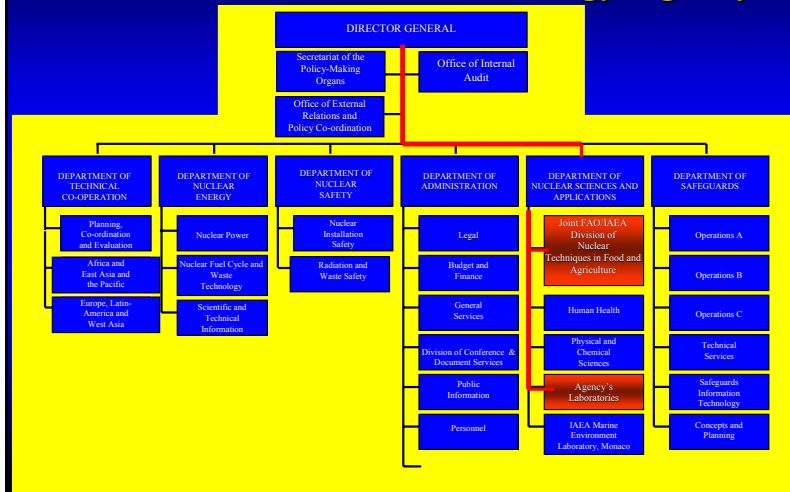 DIRECTOR GENERAL
Secretariat of the
Policy-Making
Organs
Office of Internal
Audit
Office of External
Relations and
Policy Co-ordination
DEPARTMENT OF
TECHNICAL
CO-OPERATION
DEPARTMENT OF
NUCLEAR
ENERGY
DEPARTMENT OF
NUCLEAR
SAFETY
DEPARTMENT OF
ADMINISTRATION
DEPARTMENT OF
NUCLEAR SCIENCES AND
APPLICATIONS
DEPARTMENT OF
SAFEGUARDS
Planning,
Co-ordination
and Evaluation
Africa and
East Asia and
the Pacific
Europe, Latin-
America and
West Asia
Nuclear Power
Nuclear Fuel Cycle and
Waste
Technology
Scientific and
Technical
Information
Nuclear
Installation
Safety
Radiation and
Waste Safety
Legal
Budget and
Finance
General
Services
Division of Conference &
Document Services
Public
Information
Personnel
Joint FAO/IAEA
Division of
Nuclear
Techniques in Food and
Agriculture
Human Health
Physical and
Chemical
Sciences
Agency`s
Laboratories
IAEA Marine
Environment
Laboratory, Monaco
Operations A
Operations B
Operations C
Technical
Services
Safeguards
Information
Technology
Concepts and
Planning